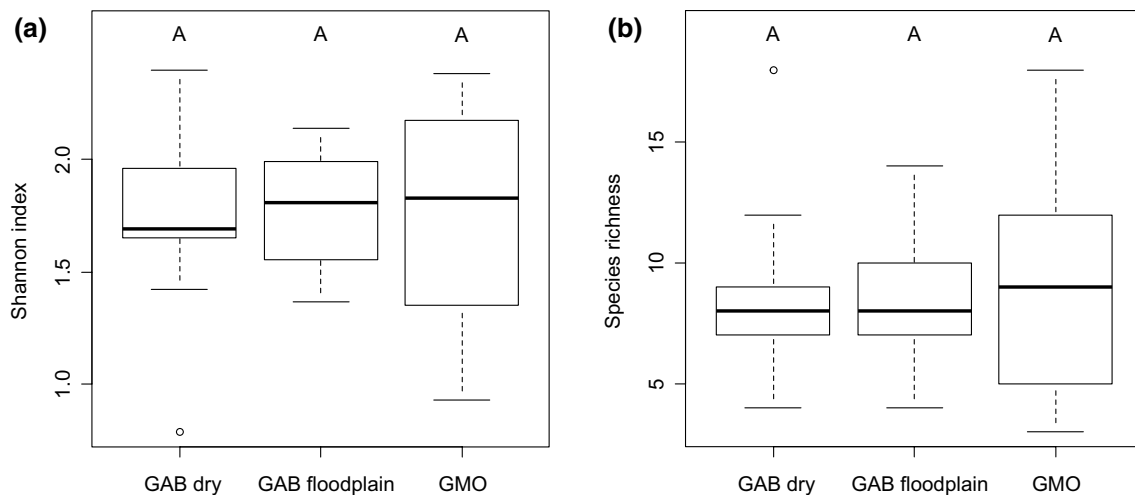 (a)
A A A
Shannon index
2.0
1.5
1.0
GAB dry GAB floodplain GMO
(b)
A A A
Species richness
15
10
5
GAB dry GAB floodplain GMO